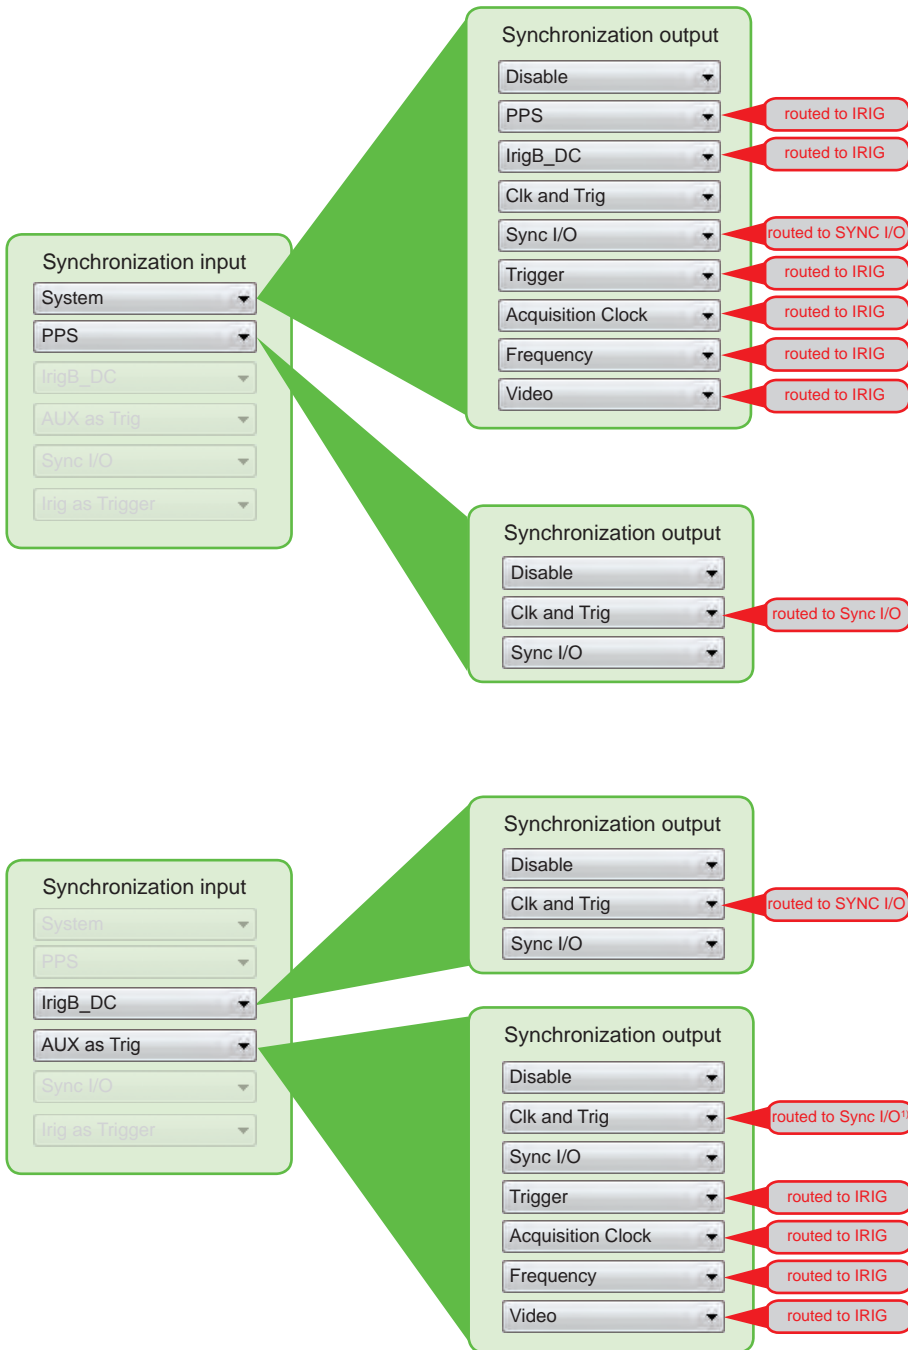 Synchronization output
Disable
PPS
routed to IRIG
IrigB_DC
routed to IRIG
Clk and Trig
Sync I/O
routed to SYNC I/O
Trigger
routed to IRIG
Acquisition Clock
routed to IRIG
Frequency
routed to IRIG
Video
routed to IRIG
Synchronization input
System
PPS
IrigB_DC
AUX as Trig
Sync I/O
Irig as Trigger
Synchronization output
Disable
Clk and Trig
routed to Sync I/O
Sync I/O
Synchronization output
Disable
Clk and Trig
routed to SYNC I/O
Sync I/O
Synchronization input
System
PPS
IrigB_DC
AUX as Trig
Sync I/O
Irig as Trigger
Synchronization output
Disable
Clk and Trig
routed to Sync I/O¹⁾
Sync I/O
Trigger
routed to IRIG
Acquisition Clock
routed to IRIG
Frequency
routed to IRIG
Video
routed to IRIG